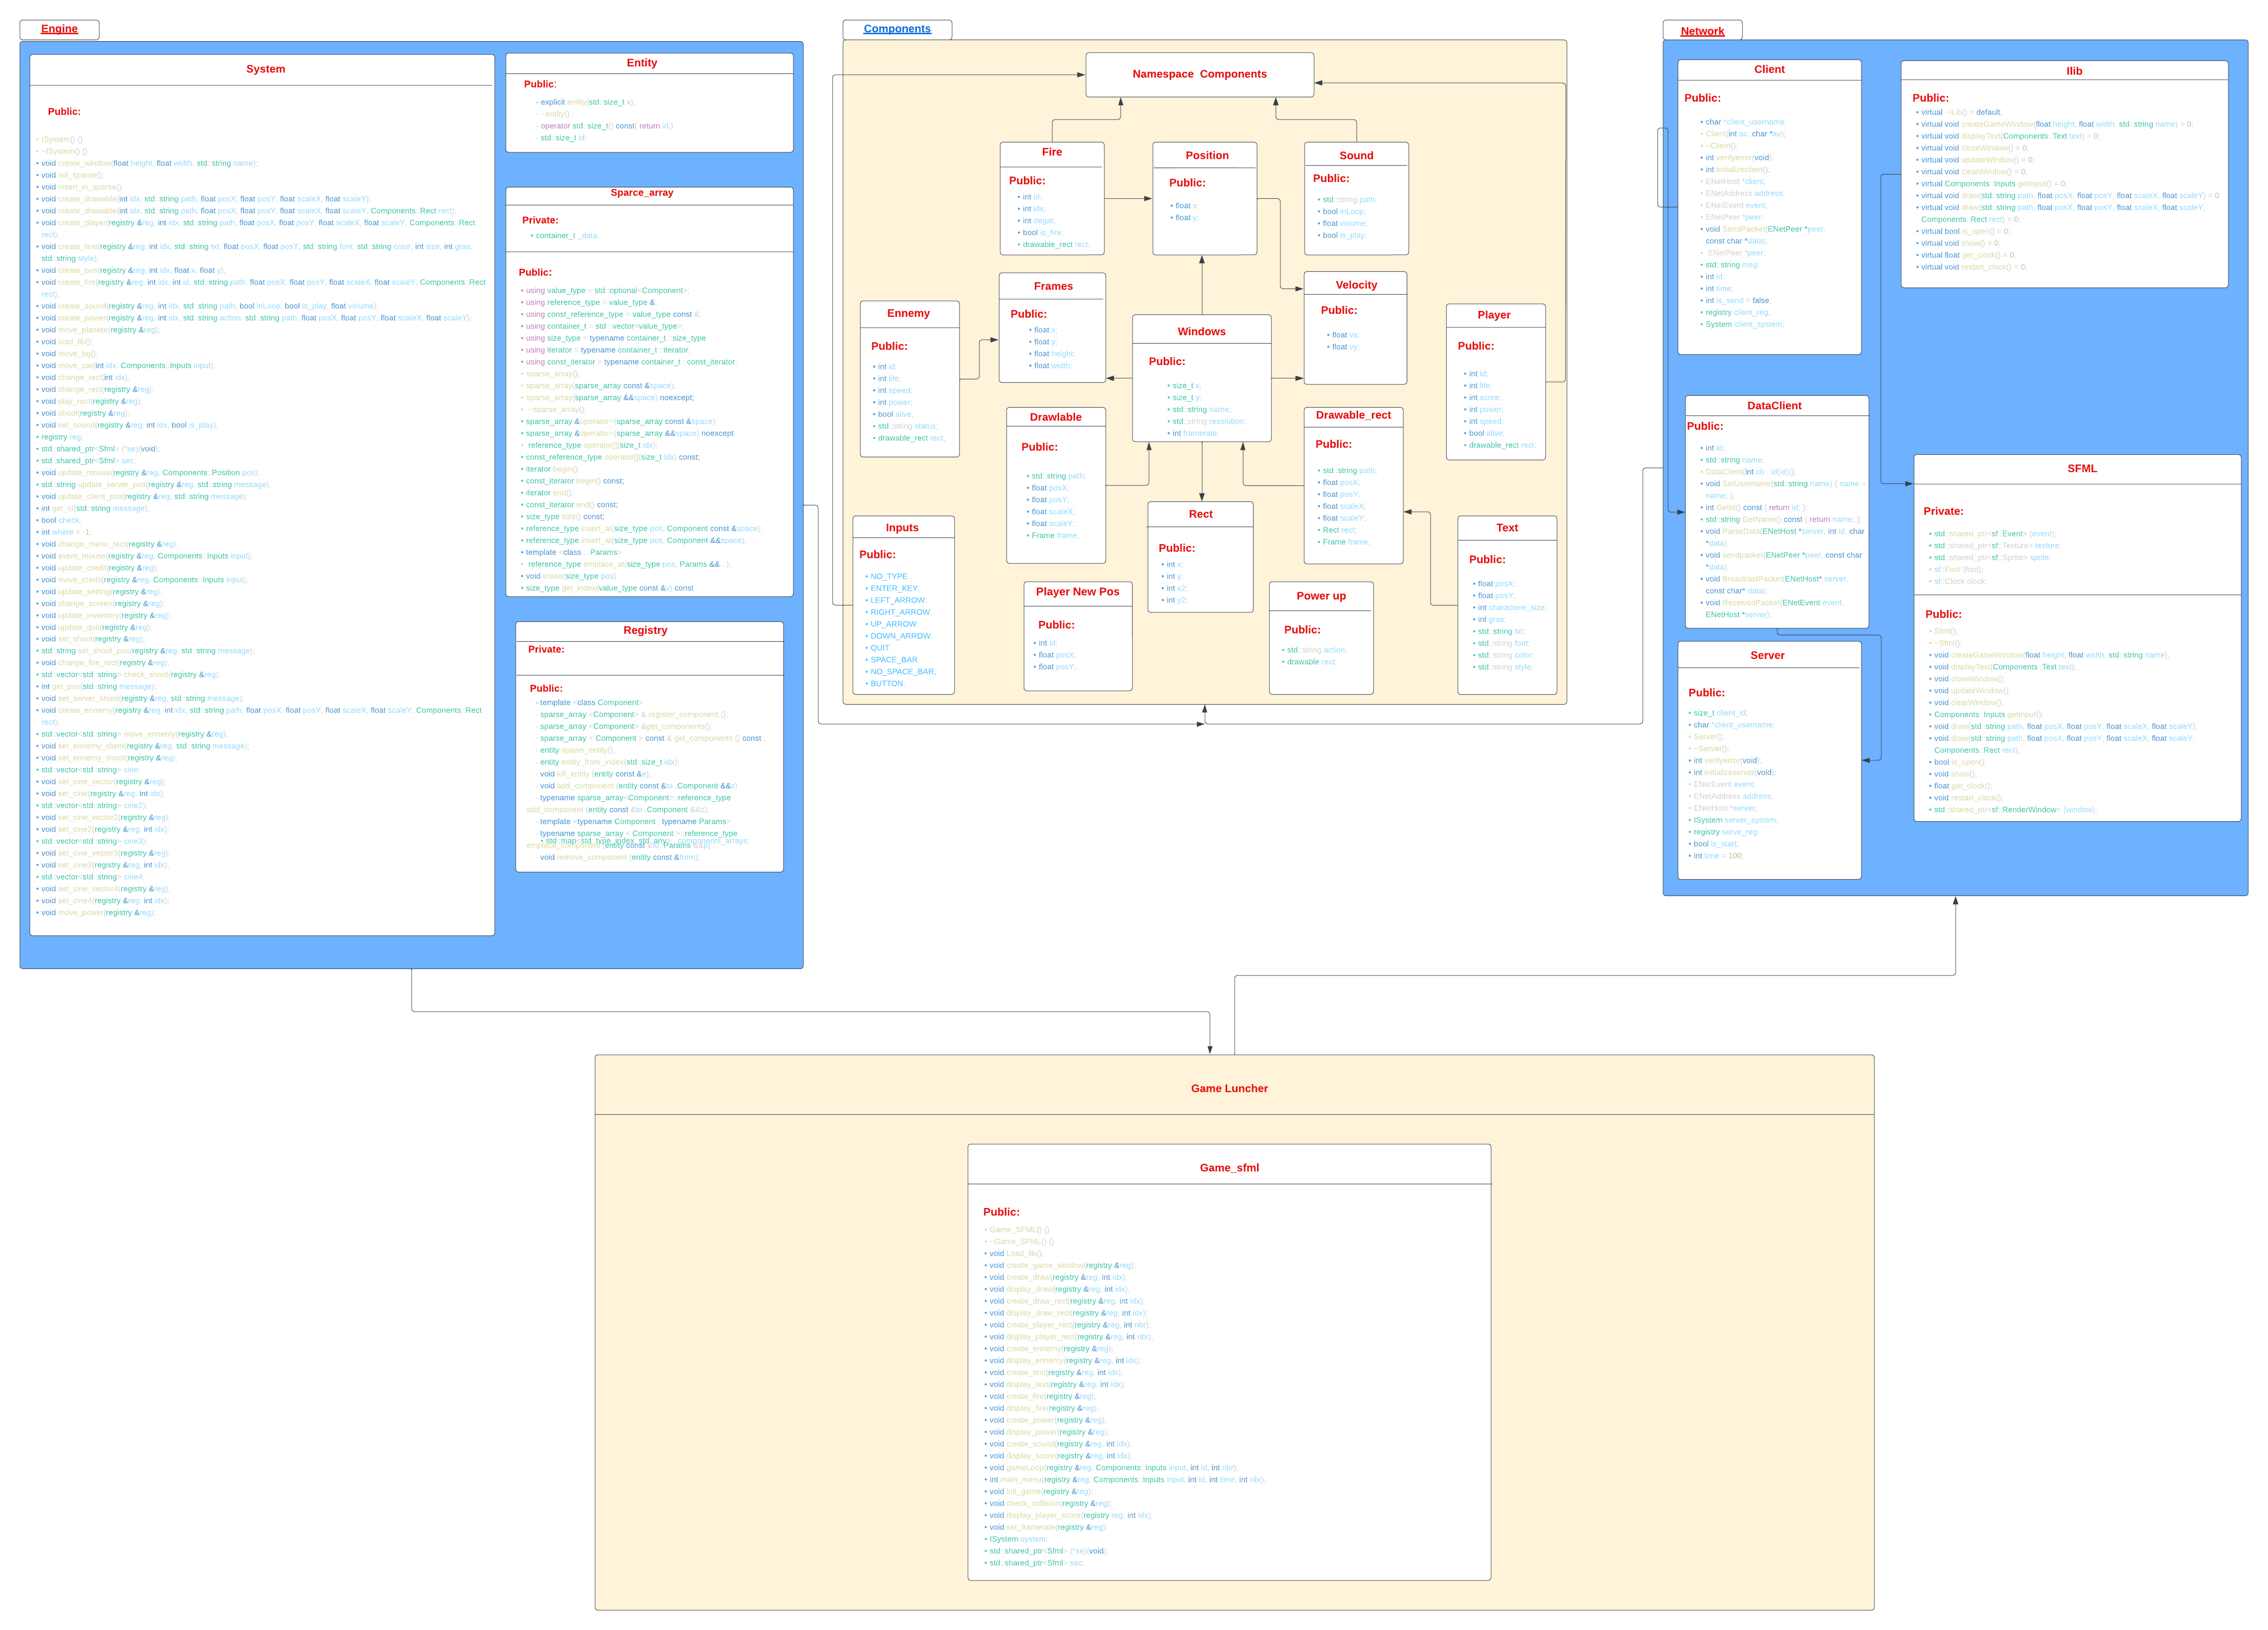 Engine
System
Public:
• ISystem() {}
• ~ISystem() {}
• void create_window(float height, float width, std::string name);
• void init_sparse();
• void insert_in_sparse();
• void create_drawable(int idx, std::string path, float posX, float posY, float scaleX, float scaleY);
• void create_drawable(int idx, std::string path, float posX, float posY, float scaleX, float scaleY, Components::Rect rect);
• void create_player(registry &reg, int idx, std::string path, float posX, float posY, float scaleX, float scaleY, Components::Rect
rect);
• void create_text(registry &reg, int idx, std::string txt, float posX, float posY, std::string font, std::string color, int size, int gras,
std::string style);
• void create_pos(registry &reg, int idx, float x, float y);
• void create_fire(registry &reg, int idx, int id, std::string path, float posX, float posY, float scaleX, float scaleY, Components::Rect
rect);
• void create_sound(registry &reg, int idx, std::string path, bool inLoop, bool is_play, float volume);
• void create_power(registry &reg, int idx, std::string action, std::string path, float posX, float posY, float scaleX, float scaleY);
• void move_planete(registry &reg);
• void load_lib();
• void move_bg();
• void move_car(int idx, Components::Inputs input);
• void change_rect(int idx);
• void change_rect(registry &reg);
• void play_rect(registry &reg);
• void shoot(registry &reg);
• void set_sound(registry &reg, int idx, bool is_play);
• registry reg;
• std::shared_ptr<Sfml> (*se)(void);
• std::shared_ptr<Sfml> sec;
• void update_mouse(registry &reg, Components::Position pos);
• std::string update_server_pos(registry &reg, std::string message);
• void update_client_pos(registry &reg, std::string message);
• int get_id(std::string message);
• bool check;
• int where = -1;
• void change_menu_rect(registry &reg);
• void event_mouse(registry &reg, Components::Inputs input);
• void update_credit(registry &reg);
• void move_credit(registry &reg, Components::Inputs input);
• void update_setting(registry &reg);
• void change_screen(registry &reg);
• void update_inventory(registry &reg);
• void update_quit(registry &reg);
• void set_shoot(registry &reg);
• std::string set_shoot_pos(registry &reg, std::string message);
• void change_fire_rect(registry &reg);
• std::vector<std::string> check_shoot(registry &reg);
• int get_pos(std::string message);
• void set_server_shoot(registry &reg, std::string message);
• void create_ennemy(registry &reg, int idx, std::string path, float posX, float posY, float scaleX, float scaleY, Components::Rect
rect);
• std::vector<std::string> move_ennemy(registry &reg);
• void set_ennemy_client(registry &reg, std::string message);
• void set_ennemy_shoot(registry &reg);
• std::vector<std::string> cine;
• void set_cine_vector(registry &reg);
• void set_cine(registry &reg, int idx);
• std::vector<std::string> cine2);
• void set_cine_vector2(registry &reg);
• void set_cine2(registry &reg, int idx);
• std::vector<std::string> cine3);
• void set_cine_vector3(registry &reg);
• void set_cine3(registry &reg, int idx);
• std::vector<std::string> cine4;
• void set_cine_vector4(registry &reg);
• void set_cine4(registry &reg, int idx);
• void move_power(registry &reg);
Entity
Public:
- explicit entity(std::size_t x);
- ~entity() ;
- operator std::size_t() const{ return id;}
- std::size_t id;
Sparce_array
Private:
• container_t _data;
Public:
• using value_type = std::optional<Component>;
• using reference_type = value_type &;
• using const_reference_type = value_type const &;
• using container_t = std::vector<value_type>;
• using size_type = typename container_t::size_type
• using iterator = typename container_t::iterator;
• using const_iterator = typename container_t::const_iterator;
• sparse_array();
• sparse_array(sparse_array const &space);
• sparse_array(sparse_array &&space) noexcept;
• ~sparse_array();
• sparse_array &operator=(sparse_array const &space);
• sparse_array &operator=(sparse_array &&space) noexcept
• reference_type operator[](size_t idx);
• const_reference_type operator[](size_t idx) const;
• iterator begin();
• const_iterator begin() const;
• iterator end();
• const_iterator end() const;
• size_type size() const;
• reference_type insert_at(size_type pos, Component const &space);
• reference_type insert_at(size_type pos, Component &&space);
• template <class... Params>
• reference_type emplace_at(size_type pos, Params &&...);
• void erase(size_type pos)
• size_type get_index(value_type const &v) const
Registry
Private:
Public:
- template <class Component>
- sparse_array <Component> & register_component ();
- sparse_array <Component> &get_components();
- sparse_array < Component > const & get_components () const ;
- entity spawn_entity();
- entity entity_from_index(std::size_t idx);
- void kill_entity (entity const &e);
- void add_component (entity const &to ,Component &&c)
- typename sparse_array<Component>::reference_type
add_component (entity const &to ,Component &&c);
- template <typename Component , typename Params>
- typename sparse_array < Component >::reference_type
• std::map<std::type_index, std::any> _components_arrays;
emplace_component (entity const &to, Params &&p) ;
- void remove_component (entity const &from);
Components
Namespace  Components
Fire
Public:
• int id;
• int idx;
• int degat;
• bool is_fire;
• drawable_rect rect;
Position
Public:
• float x;
• float y;
Sound
Public:
• std::string path;
• bool inLoop;
• float volume;
• bool is_play;
Ennemy
Public:
• int id;
• int life;
• int speed;
• int power;
• bool alive;
• std::string status;
• drawable_rect rect;
Frames
Public:
• float x;
• float y;
• float height;
• float width;
Windows
Public:
• size_t x;
• size_t y;
• std::string name;
• std::string resolution;
• int framerate;
Velocity
Public:
• float vx;
• float vy;
Player
Public:
• int id;
• int life;
• int score;
• int power;
• int speed;
• bool alive;
• drawable_rect rect;
Drawlable
Public:
• std::string path;
• float posX;
• float posY;
• float scaleX;
• float scaleY;
• Frame frame;
Drawable_rect
Public:
• std::string path;
• float posX;
• float posY;
• float scaleX;
• float scaleY;
• Rect rect;
• Frame frame;
Inputs
Public:
• NO_TYPE ,
• ENTER_KEY,
• LEFT_ARROW,
• RIGHT_ARROW,
• UP_ARROW,
• DOWN_ARROW,
• QUIT,
• SPACE_BAR,
• NO_SPACE_BAR,
• BUTTON,
Rect
Public:
• int x;
• int y;
• int x2;
• int y2;
Text
Public:
• float posX;
• float posY;
• int charactere_size;
• int gras;
• std::string txt;
• std::string font;
• std::string color;
• std::string style;
Player New Pos
Public:
• int id;
• float posX;
• float posY;
Power up
Public:
• std::string action;
• drawable rect;
Network
Client
Public:
• char *client_username;
• Client(int ac, char *av);
• ~Client();
• int verifyerror(void);
• int initializeclient();
• ENetHost *client;
• ENetAddress address;
• ENetEvent event;
• ENetPeer *peer;
• void SendPacket(ENetPeer *peer,
const char *data);
• ENetPeer *peer;
• std::string msg;
• int id;
• int time;
• int is_send = false;
• registry client_reg;
• System client_system;
Ilib
Public:
• virtual ~ILib() = default;
• virtual void createGameWindow(float height, float width, std::string name) = 0;
• virtual void displayText(Components::Text text) = 0;
• virtual void closeWindow() = 0;
• virtual void updateWindow() = 0;
• virtual void clearWindow() = 0;
• virtual Components::Inputs getInput() = 0;
• virtual void draw(std::string path, float posX, float posY, float scaleX, float scaleY) = 0
• virtual void draw(std::string path, float posX, float posY, float scaleX, float scaleY,
Components::Rect rect) = 0;
• virtual bool is_open() = 0;
• virtual void show() = 0;
• virtual float get_clock() = 0;
• virtual void restart_clock() = 0;
DataClient
Public:
• int id;
• std::string name;
• DataClient(int id) : id(id){};
• void SetUsername(std::string name) { name =
name; };
• int GetId() const { return id; };
• std::string GetName() const { return name; };
• void ParseData(ENetHost *server, int id, char
*data);
• void sendpacket(ENetPeer *peer, const char
*data);
• void BroadcastPacket(ENetHost* server,
const char* data);
• void ReceivedPacket(ENetEvent event,
ENetHost *server);
SFML
Private:
• std::shared_ptr<sf::Event> (event);
• std::shared_ptr<sf::Texture> texture;
• std::shared_ptr<sf::Sprite> sprite;
• sf::Font (font);
• sf::Clock clock;
Public:
• Sfml();
• ~Sfml();
• void createGameWindow(float height, float width, std::string name);
• void displayText(Components::Text text);
• void closeWindow();
• void updateWindow();
• void clearWindow();
• Components::Inputs getInput();
• void draw(std::string path, float posX, float posY, float scaleX, float scaleY);
• void draw(std::string path, float posX, float posY, float scaleX, float scaleY,
Components::Rect rect);
• bool is_open();
• void show();
• float get_clock();
• void restart_clock();
• std::shared_ptr<sf::RenderWindow> (window);
Server
Public:
• size_t client_id;
• char *client_username;
• Server();
• ~Server();
• int verifyerror(void);
• int initializeserver(void);
• ENetEvent event;
• ENetAddress address;
• ENetHost *server;
• ISystem server_system;
• registry serve_reg;
• bool is_start;
• int time = 100;
Game Luncher
Game_sfml
Public:
• Game_SFML() {}
• ~Game_SFML() {}
• void Load_lib();
• void create_game_window(registry &reg);
• void create_draw(registry &reg, int idx);
• void display_draw(registry &reg, int idx);
• void create_draw_rect(registry &reg, int idx);
• void display_draw_rect(registry &reg, int idx);
• void create_player_rect(registry &reg, int nbr);
• void display_player_rect(registry &reg, int nbr);
• void create_ennemy(registry &reg);
• void display_ennemy(registry &reg, int idx);
• void create_text(registry &reg, int idx);
• void display_text(registry &reg, int idx);
• void create_fire(registry &reg);
• void display_fire(registry &reg);
• void create_power(registry &reg);
• void display_power(registry &reg);
• void create_sound(registry &reg, int idx);
• void display_score(registry &reg, int idx);
• void gameLoop(registry &reg, Components::Inputs input, int id, int nbr);
• int main_menu(registry &reg, Components::Inputs input, int id, int time, int nbr);
• void init_game(registry &reg);
• void check_collision(registry &reg);
• void display_player_score(registry reg, int idx);
• void set_framerate(registry &reg);
• ISystem system;
• std::shared_ptr<Sfml> (*se)(void);
• std::shared_ptr<Sfml> sec;